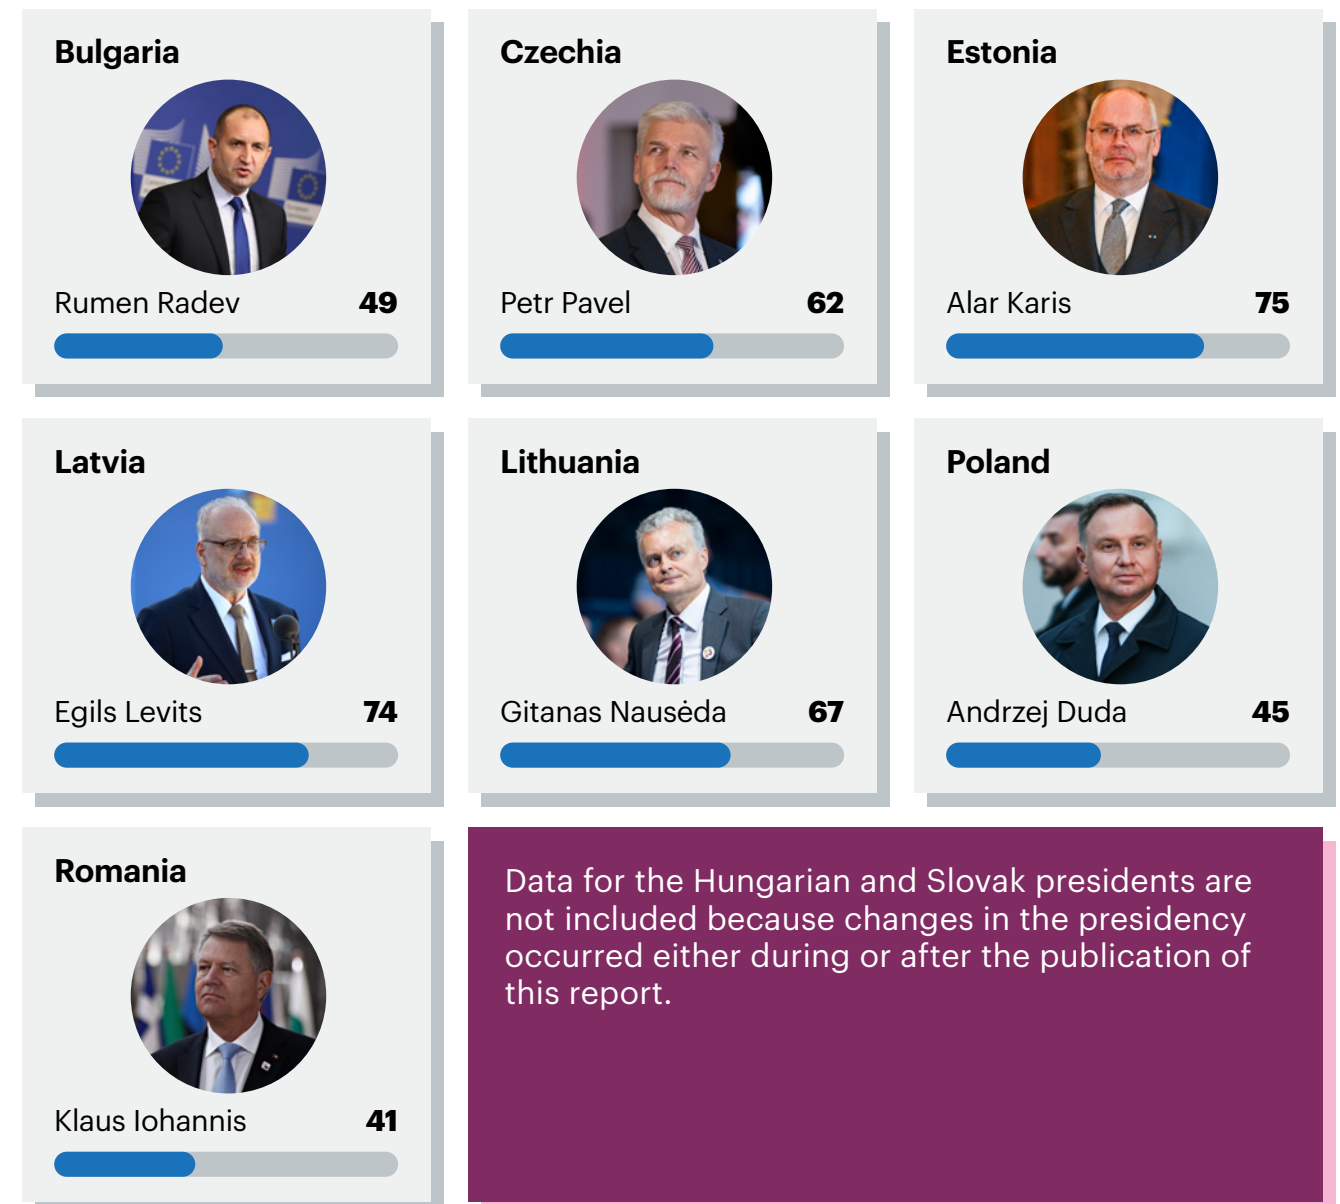 Bulgaria
Rumen Radev 49
Czechia
Petr Pavel 62
Estonia
Alar Karis 75
Latvia
Egils Levits 74
Lithuania
Gitanas Nausėda 67
Poland
Andrzej Duda 45
Romania
Klaus Iohannis 41
Data for the Hungarian and Slovak presidents are
not included because changes in the presidency
occurred either during or after the publication of
this report.